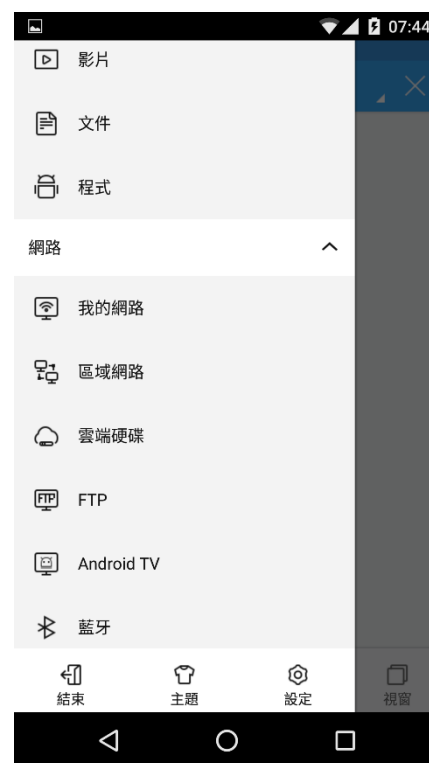 07:44
影片
文件
程式
網路
我的網路
區域網路
雲端硬碟
FTP
FTP
Android TV
藍牙
結束
主題
設定
視窗